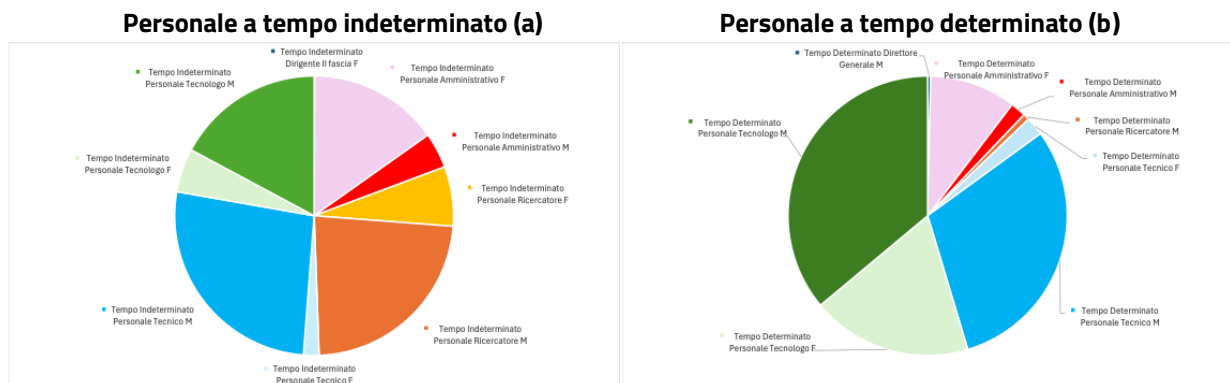 Personale a tempo indeterminato (a)
Tempo Indeterminato
Dirigente II fascia F
Tempo Indeterminato
Personale Amministrativo F
Tempo Indeterminato
Personale Tecnologo M
Tempo Indeterminato
Personale Amministrativo M
Tempo Indeterminato
Personale Tecnologo F
Tempo Indeterminato
Personale Ricercatore F
Tempo Indeterminato
Personale Tecnico M
Tempo Indeterminato
Personale Ricercatore M
Tempo Indeterminato
Personale Tecnico F
Personale a tempo determinato (b)
Tempo Determinato Direttore
Generale M
Tempo Determinato
Personale Amministrativo F
Tempo Determinato
Personale Amministrativo M
Tempo Determinato
Personale Tecnologo M
Tempo Determinato
Personale Ricercatore M
Tempo Determinato
Personale Tecnico F
Tempo Determinato
Personale Tecnico M
Tempo Determinato
Personale Tecnologo F